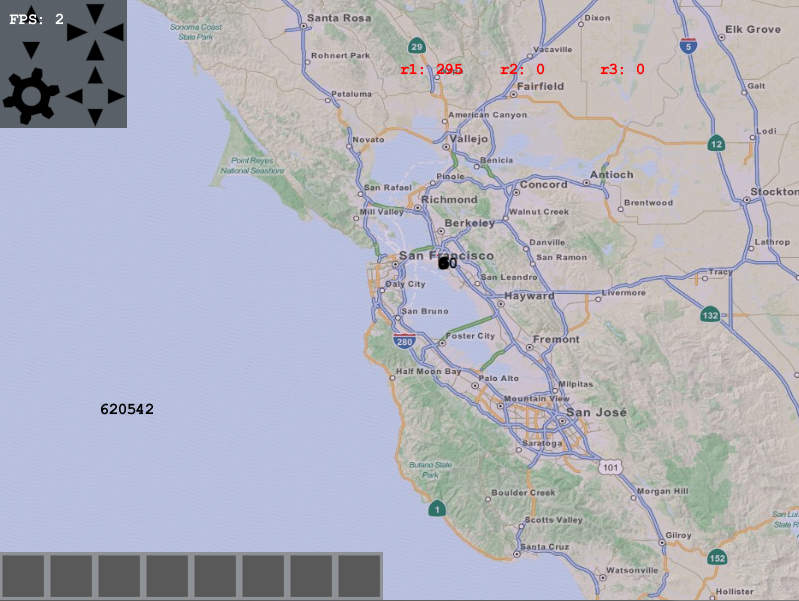 FPS: 2
r1: 295 r2: 0 r3: 0
Sonoma Coast
State Park
Santa Rosa
Dixon
Elk Grove
29
5
Rohnert Park
Vacaville
Petaluma
Fairfield
Galt
American Canyon
Novato
Vallejo
12
Lodi
Point Reyes
National Seashore
Benicia
Pinole
San Rafael
Concord
Antioch
Stockton
Richmond
Brentwood
Mill Valley
Walnut Creek
Berkeley
Danville
Lathrop
San Francisco
San Ramon
Tracy
San Leandro
Daly City
Hayward
Livermore
San Bruno
132
280
Foster City
Fremont
Half Moon Bay
Palo Alto
Milpitas
620542
Mountain View
San José
Saratoga
Butano State
Park
101
Boulder Creek
Morgan Hill
1
Scotts Valley
Gilroy
Santa Cruz
152
Watsonville
Hollister